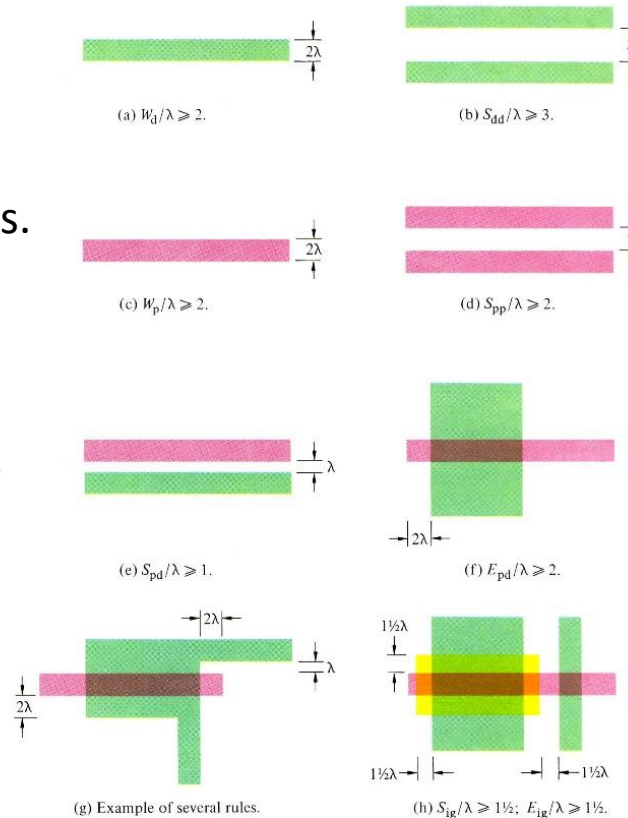 2λ
(a) W_d/λ ⩾ 2.
(b) S_dd/λ ⩾ 3.
s.
2λ
(c) W_p/λ ⩾ 2.
(d) S_pp/λ ⩾ 2.
λ
(e) S_pd/λ ⩾ 1.
2λ
(f) E_pd/λ ⩾ 2.
2λ
λ
2λ
(g) Example of several rules.
1½λ
1½λ
1½λ
(h) S_ig/λ ⩾ 1½; E_ig/λ ⩾ 1½.